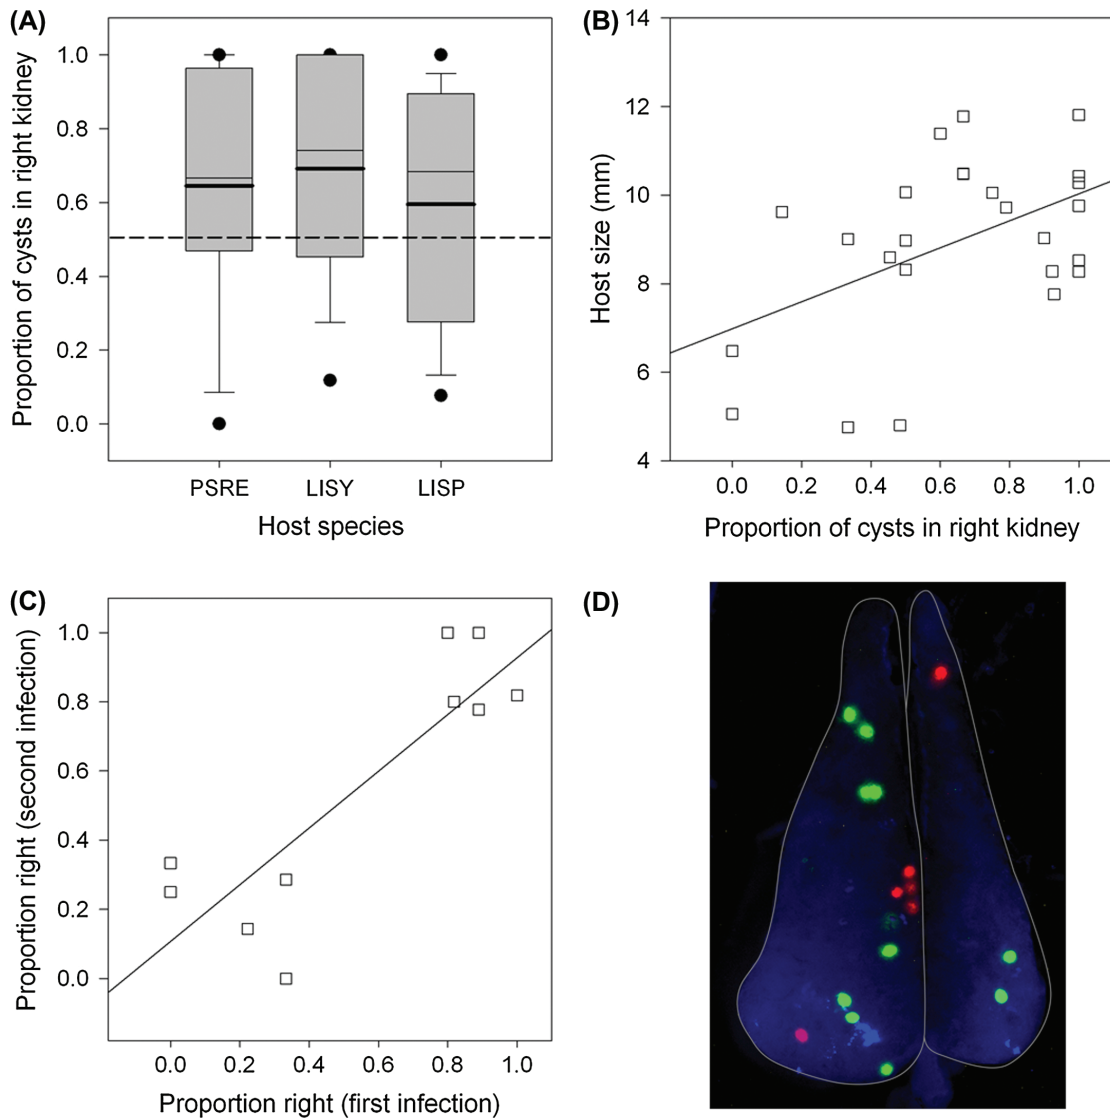 (A)
Proportion of cysts in right kidney
1.0
0.8
0.6
0.4
0.2
0.0
PSRE LISY LISP
Host species
(B)
Host size (mm)
14
12
10
8
6
4
0.0 0.2 0.4 0.6 0.8 1.0
Proportion of cysts in right kidney
(C)
Proportion right (second infection)
1.0
0.8
0.6
0.4
0.2
0.0
0.0 0.2 0.4 0.6 0.8 1.0
Proportion right (first infection)
(D)